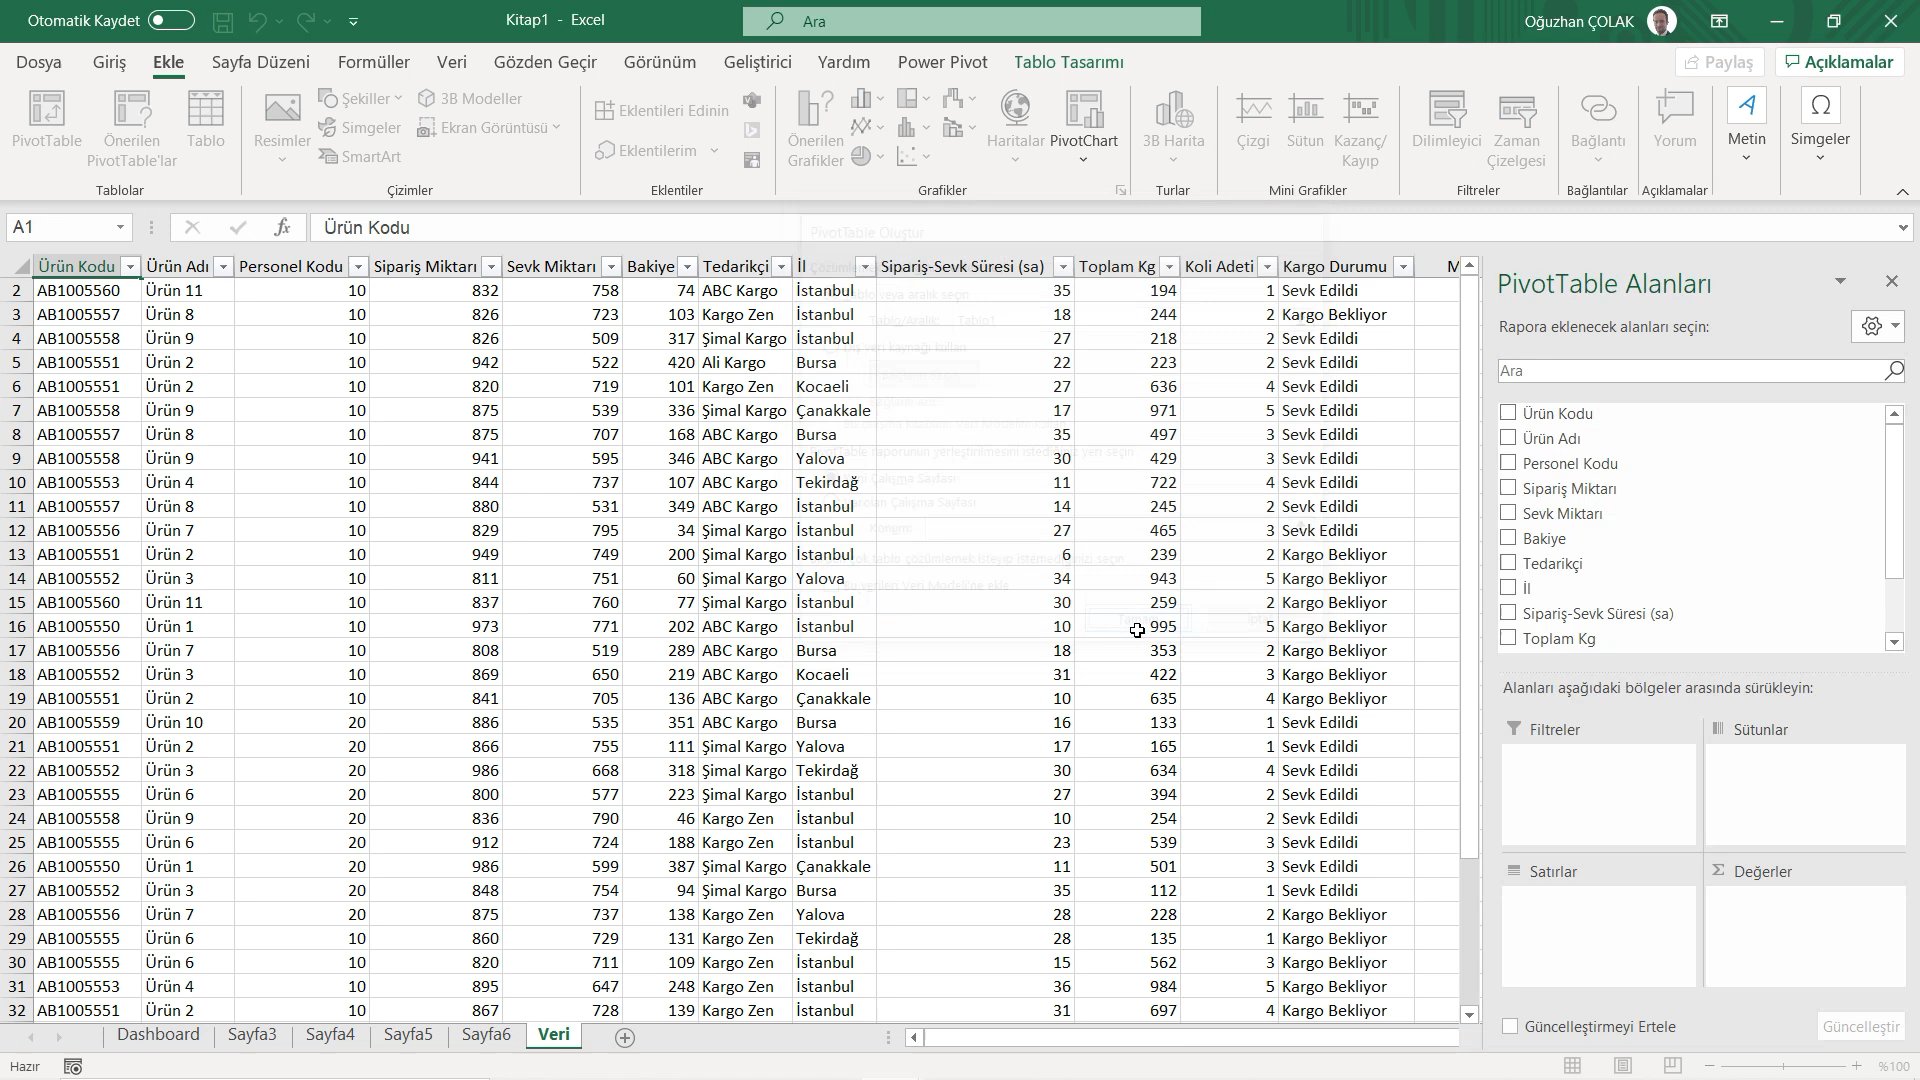 Otomatik Kaydet
Kitap1 - Excel
Ara
Oğuzhan ÇOLAK
Dosya Giriş Ekle Sayfa Düzeni Formüller Veri Gözden Geçir Görünüm Geliştirici Yardım Power Pivot Tablo Tasarımı Paylaş Açıklamalar
PivotTable
Önerilen PivotTable'lar
Tablo
Resimler
Şekiller
Simgeler
SmartArt
3B Modeller
Ekran Görüntüsü
Eklentileri Edinin
Eklentilerim
Önerilen Grafikler
Haritalar
PivotChart
3B Harita
Çizgi
Sütun
Kazanç/ Kayıp
Dilimleyici
Zaman Çizelgesi
Bağlantı
Yorum
Metin
Simgeler
Tablolar Çizimler Eklentiler Grafikler Turlar Mini Grafikler Filtreler Bağlantılar Açıklamalar
A1 fx Ürün Kodu
PivotTable Oluştur
Ürün Kodu Ürün Adı Personel Kodu Sipariş Miktarı Sevk Miktarı Bakiye Tedarikçi İl Sipariş-Sevk Süresi (sa) Toplam Kg Koli Adeti Kargo Durumu M
2 AB1005560 Ürün 11 10 832 758 74 ABC Kargo İstanbul 35 194 1 Sevk Edildi
3 AB1005557 Ürün 8 10 826 723 103 Kargo Zen İstanbul 18 244 2 Kargo Bekliyor
4 AB1005558 Ürün 9 10 826 509 317 Şimal Kargo İstanbul 27 218 2 Sevk Edildi
5 AB1005551 Ürün 2 10 942 522 420 Ali Kargo Bursa 22 223 2 Sevk Edildi
6 AB1005551 Ürün 2 10 820 719 101 Kargo Zen Kocaeli 27 636 4 Sevk Edildi
7 AB1005558 Ürün 9 10 875 539 336 Şimal Kargo Çanakkale 17 971 5 Sevk Edildi
8 AB1005557 Ürün 8 10 875 707 168 ABC Kargo Bursa 35 497 3 Sevk Edildi
9 AB1005558 Ürün 9 10 941 595 346 ABC Kargo Yalova 30 429 3 Sevk Edildi
10 AB1005553 Ürün 4 10 844 737 107 ABC Kargo Tekirdağ 11 722 4 Sevk Edildi
11 AB1005557 Ürün 8 10 880 531 349 ABC Kargo İstanbul 14 245 2 Sevk Edildi
12 AB1005556 Ürün 7 10 829 795 34 Şimal Kargo İstanbul 27 465 3 Sevk Edildi
13 AB1005551 Ürün 2 10 949 749 200 Şimal Kargo İstanbul 6 239 2 Kargo Bekliyor
14 AB1005552 Ürün 3 10 811 751 60 Şimal Kargo Yalova 34 943 5 Kargo Bekliyor
15 AB1005560 Ürün 11 10 837 760 77 Şimal Kargo İstanbul 30 259 2 Kargo Bekliyor
16 AB1005550 Ürün 1 10 973 771 202 ABC Kargo İstanbul 10 995 5 Kargo Bekliyor
17 AB1005556 Ürün 7 10 808 519 289 ABC Kargo Bursa 18 353 2 Kargo Bekliyor
18 AB1005552 Ürün 3 10 869 650 219 ABC Kargo Kocaeli 31 422 3 Kargo Bekliyor
19 AB1005551 Ürün 2 10 841 705 136 ABC Kargo Çanakkale 10 635 4 Kargo Bekliyor
20 AB1005559 Ürün 10 20 886 535 351 ABC Kargo Bursa 16 133 1 Sevk Edildi
21 AB1005551 Ürün 2 20 866 755 111 Şimal Kargo Yalova 17 165 1 Sevk Edildi
22 AB1005552 Ürün 3 20 986 668 318 Şimal Kargo Tekirdağ 30 634 4 Sevk Edildi
23 AB1005555 Ürün 6 20 800 577 223 Şimal Kargo İstanbul 27 394 2 Sevk Edildi
24 AB1005558 Ürün 9 20 836 790 46 Kargo Zen İstanbul 10 254 2 Sevk Edildi
25 AB1005555 Ürün 6 20 912 724 188 Kargo Zen İstanbul 23 539 3 Sevk Edildi
26 AB1005550 Ürün 1 20 986 599 387 Şimal Kargo Çanakkale 11 501 3 Sevk Edildi
27 AB1005552 Ürün 3 20 848 754 94 Şimal Kargo Bursa 35 112 1 Sevk Edildi
28 AB1005556 Ürün 7 20 875 737 138 Kargo Zen Yalova 28 228 2 Kargo Bekliyor
29 AB1005555 Ürün 6 10 860 729 131 Kargo Zen Tekirdağ 28 135 1 Kargo Bekliyor
30 AB1005555 Ürün 6 10 820 711 109 Kargo Zen İstanbul 15 562 3 Kargo Bekliyor
31 AB1005553 Ürün 4 10 895 647 248 Kargo Zen İstanbul 36 984 5 Kargo Bekliyor
32 AB1005551 Ürün 2 10 867 728 139 Kargo Zen İstanbul 31 697 4 Kargo Bekliyor
PivotTable Alanları
Rapora eklenecek alanları seçin:
Ara
Ürün Kodu
Ürün Adı
Personel Kodu
Sipariş Miktarı
Sevk Miktarı
Bakiye
Tedarikçi
İl
Sipariş-Sevk Süresi (sa)
Toplam Kg
Alanları aşağıdaki bölgeler arasında sürükleyin:
Filtreler
Sütunlar
Satırlar
Σ Değerler
Güncelleştirmeyi Ertele
Güncelleştir
Dashboard Sayfa3 Sayfa4 Sayfa5 Sayfa6 Veri
Hazır
%100